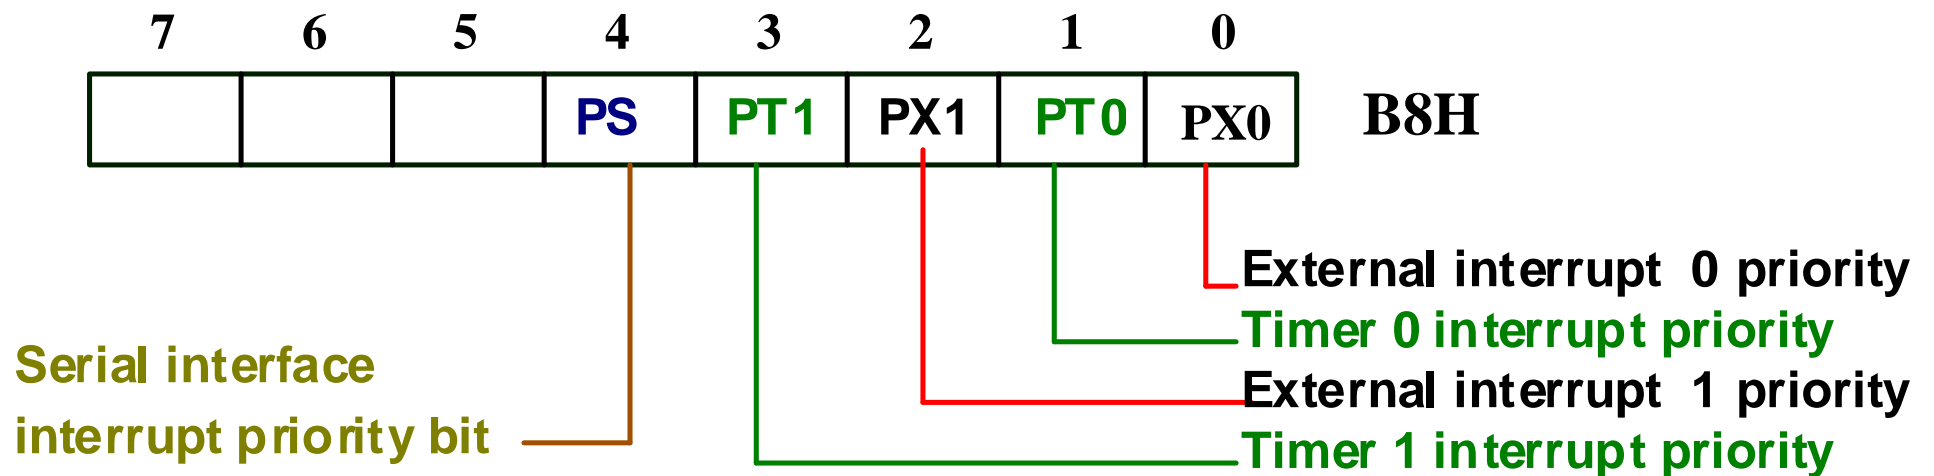 7 6 5 4 3 2 1 0
PS PT1 PX1 PT0 PX0 B8H
External interrupt 0 priority
Timer 0 interrupt priority
Serial interface
External interrupt 1 priority
interrupt priority bit
Timer 1 interrupt priority